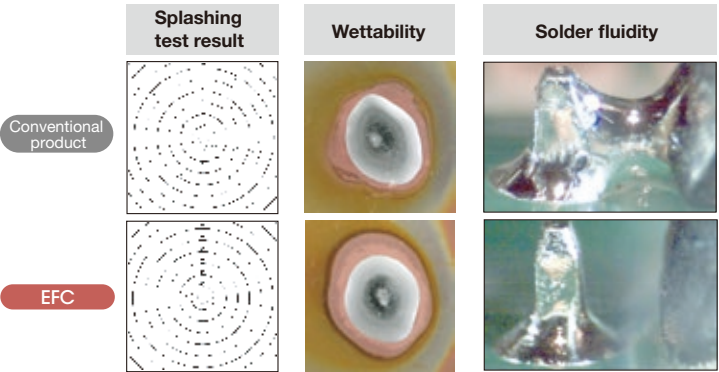 Splashing
test result
Wettability
Solder fluidity
Conventional
product
EFC